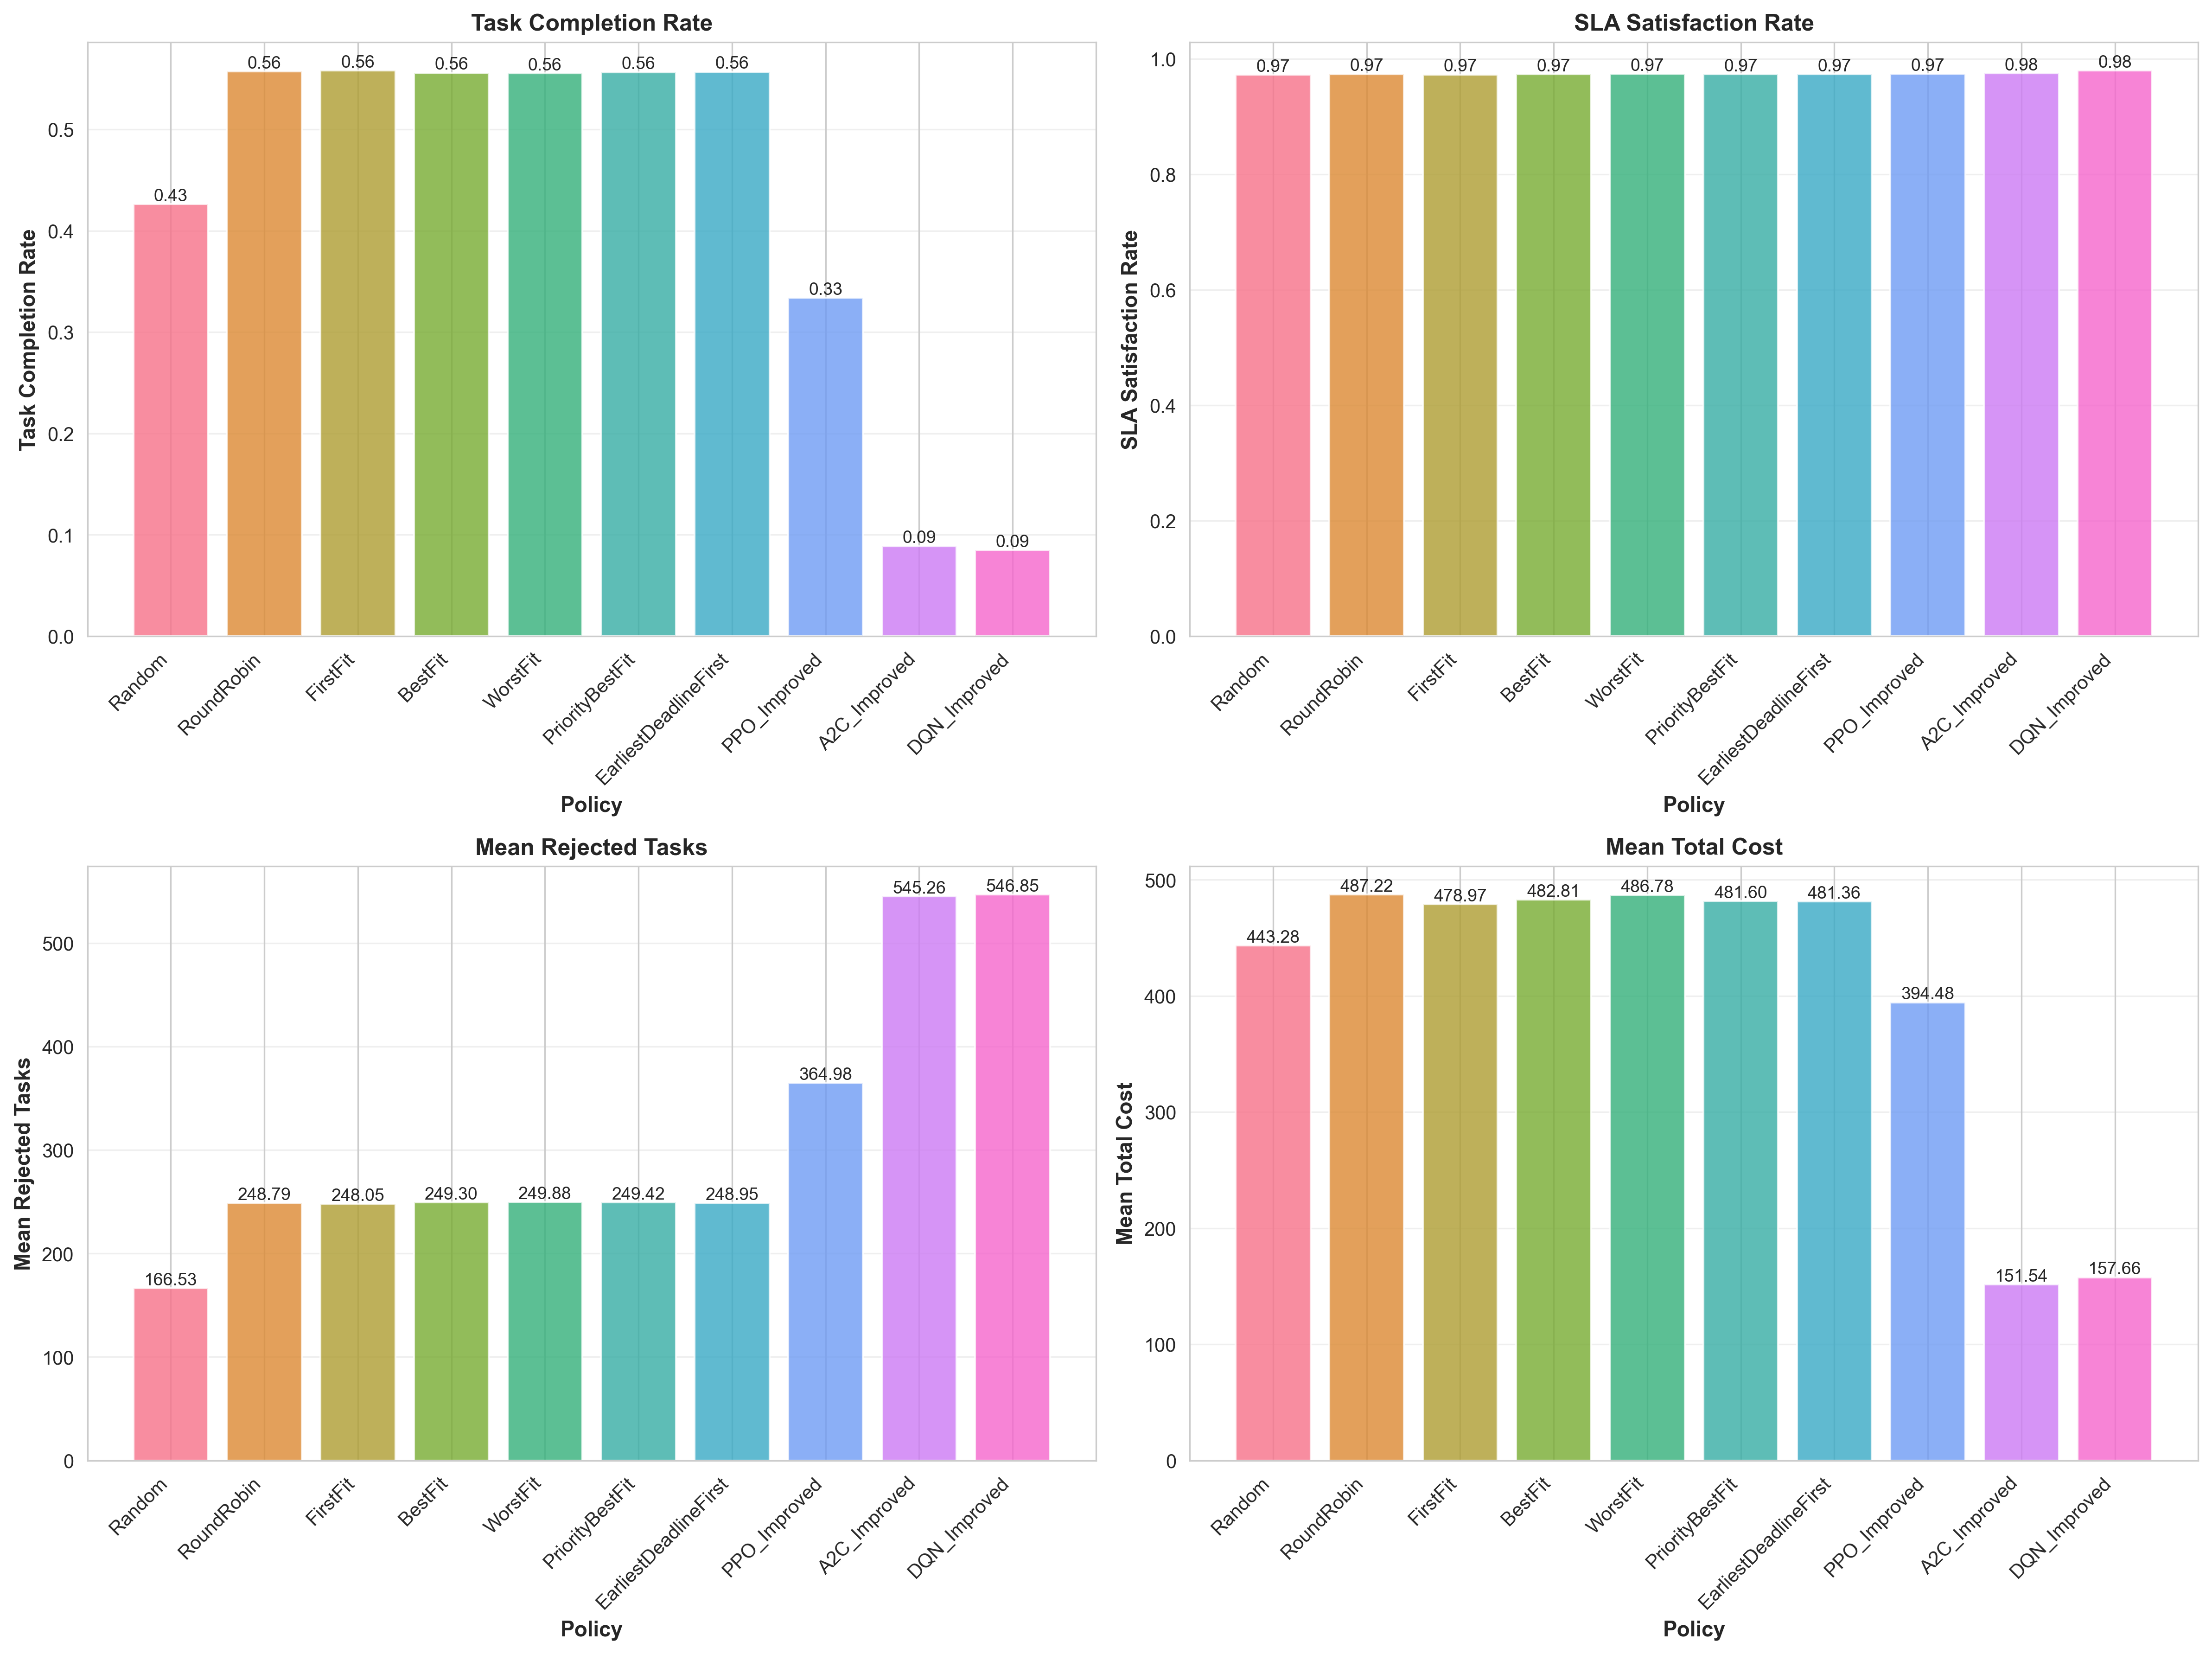 Task Completion Rate
Task Completion Rate
0.5
0.4
0.3
0.2
0.1
0.0
0.43
0.56
0.56
0.56
0.56
0.56
0.56
0.33
0.09
0.09
Random
RoundRobin
FirstFit
BestFit
WorstFit
PriorityBestFit
EarliestDeadlineFirst
PPO_Improved
A2C_Improved
DQN_Improved
Policy
SLA Satisfaction Rate
SLA Satisfaction Rate
1.0
0.8
0.6
0.4
0.2
0.0
0.97
0.97
0.97
0.97
0.97
0.97
0.97
0.97
0.98
0.98
Random
RoundRobin
FirstFit
BestFit
WorstFit
PriorityBestFit
EarliestDeadlineFirst
PPO_Improved
A2C_Improved
DQN_Improved
Policy
Mean Rejected Tasks
Mean Rejected Tasks
500
400
300
200
100
0
166.53
248.79
248.05
249.30
249.88
249.42
248.95
364.98
545.26
546.85
Random
RoundRobin
FirstFit
BestFit
WorstFit
PriorityBestFit
EarliestDeadlineFirst
PPO_Improved
A2C_Improved
DQN_Improved
Policy
Mean Total Cost
Mean Total Cost
500
400
300
200
100
0
443.28
487.22
478.97
482.81
486.78
481.60
481.36
394.48
151.54
157.66
Random
RoundRobin
FirstFit
BestFit
WorstFit
PriorityBestFit
EarliestDeadlineFirst
PPO_Improved
A2C_Improved
DQN_Improved
Policy